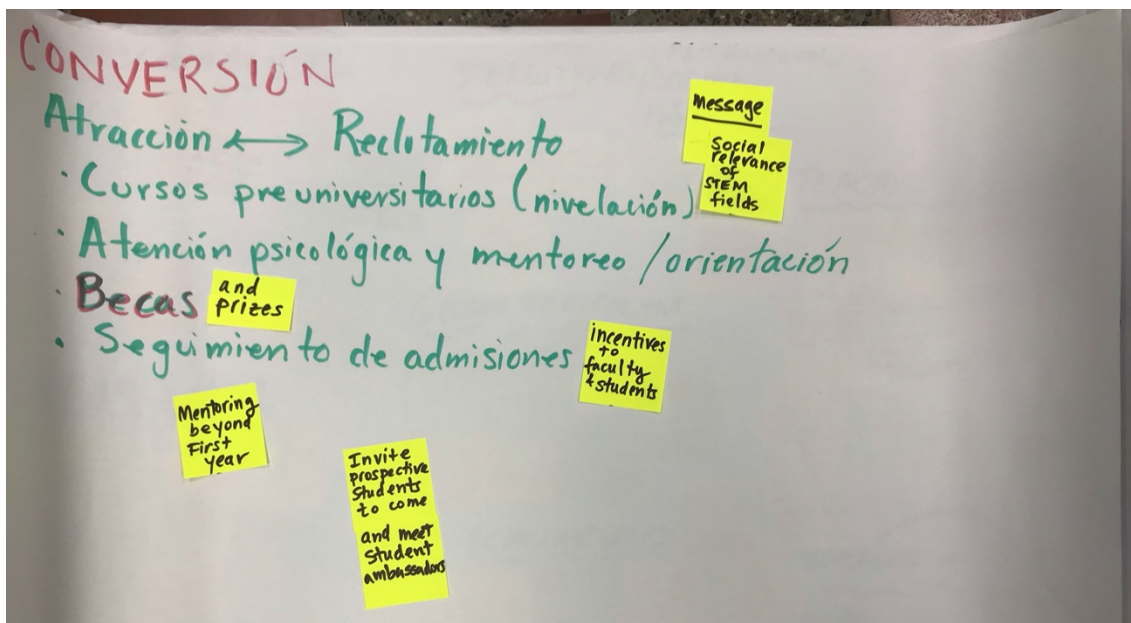 CONVERSIÓN
Atracción ⟷ Reclutamiento
message
Social
relevance
of
STEM
fields
· Cursos preuniversitarios (nivelación)
· Atención psicológica y mentoreo / orientación
· Becas
and
prizes
· Seguimiento de admisiones
incentives
to
faculty
+ students
Mentoring
beyond
First
year
Invite
prospective
students
to come
and meet
student
ambassadors